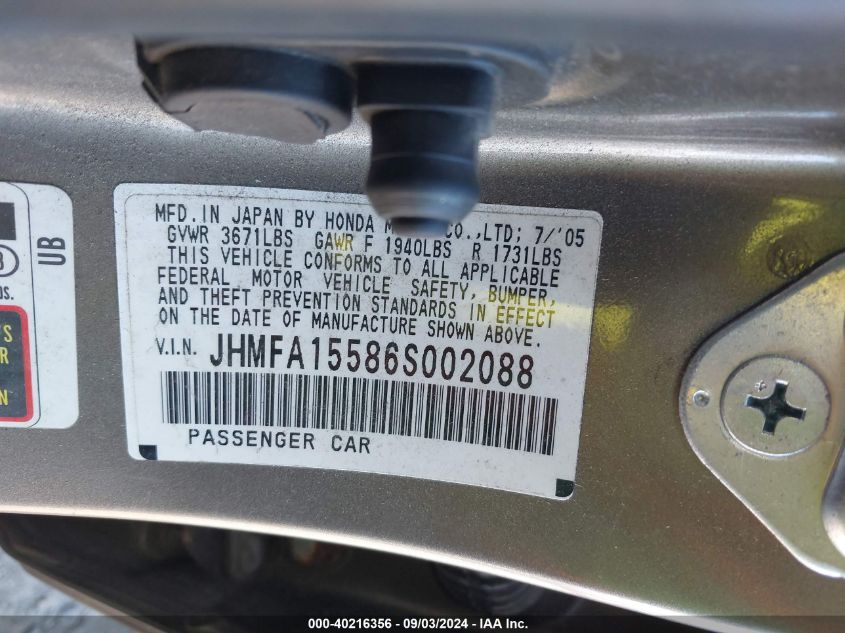 MFD. IN JAPAN BY HONDA CO.,LTD; 7/'05
GVWR 3671LBS GAWR F 1940LBS R 1731LBS
THIS VEHICLE CONFORMS TO ALL APPLICABLE
FEDERAL MOTOR VEHICLE SAFETY, BUMPER,
AND THEFT PREVENTION STANDARDS IN EFFECT
ON THE DATE OF MANUFACTURE SHOWN ABOVE.
V.I.N. JHMFA15586S002088
PASSENGER CAR
UB
000-40216356 - 09/03/2024 - IAAI.com